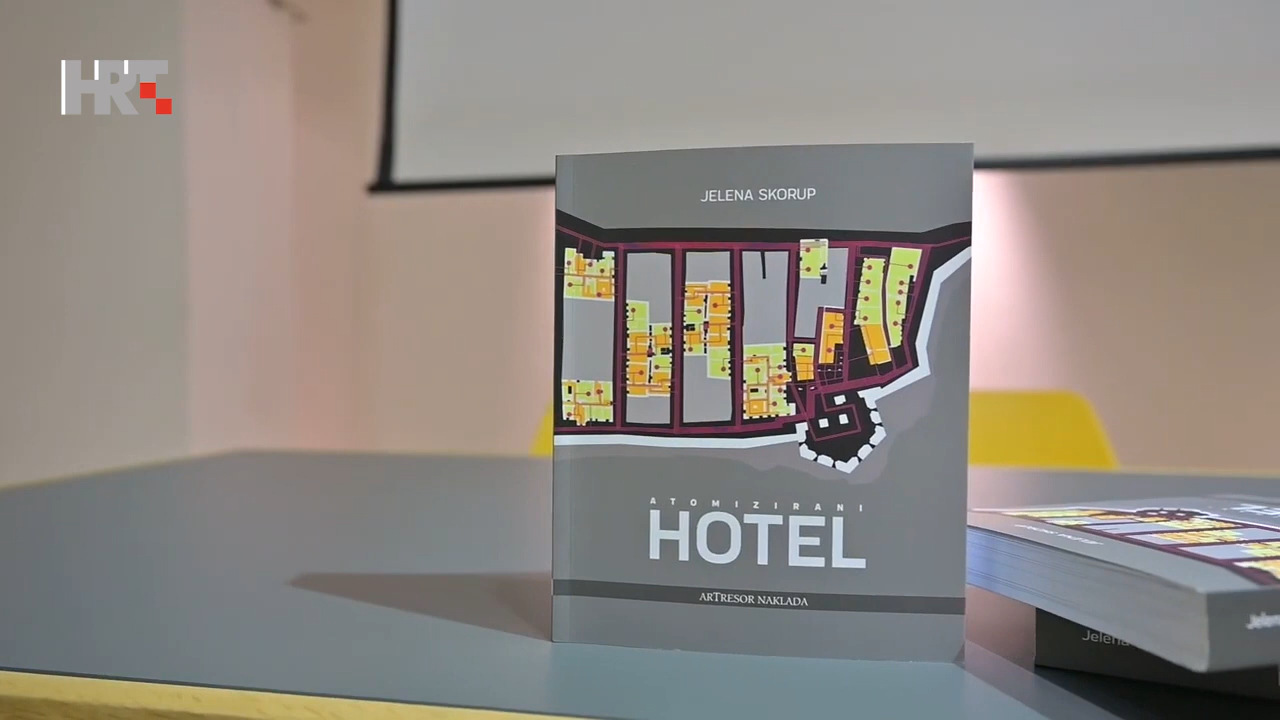 HRT
JELENA SKORUP
ATOMIZIRANI
HOTEL
ARTRESOR NAKLADA
Jelena